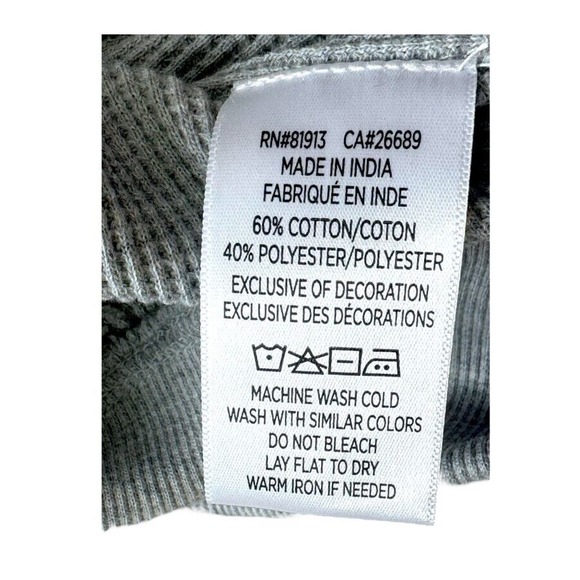 RN#81913 CA#26689
MADE IN INDIA
FABRIQUÉ EN INDE
60% COTTON/COTON
40% POLYESTER/POLYESTER
EXCLUSIVE OF DECORATION
EXCLUSIVE DES DÉCORATIONS
MACHINE WASH COLD
WASH WITH SIMILAR COLORS
DO NOT BLEACH
LAY FLAT TO DRY
WARM IRON IF NEEDED